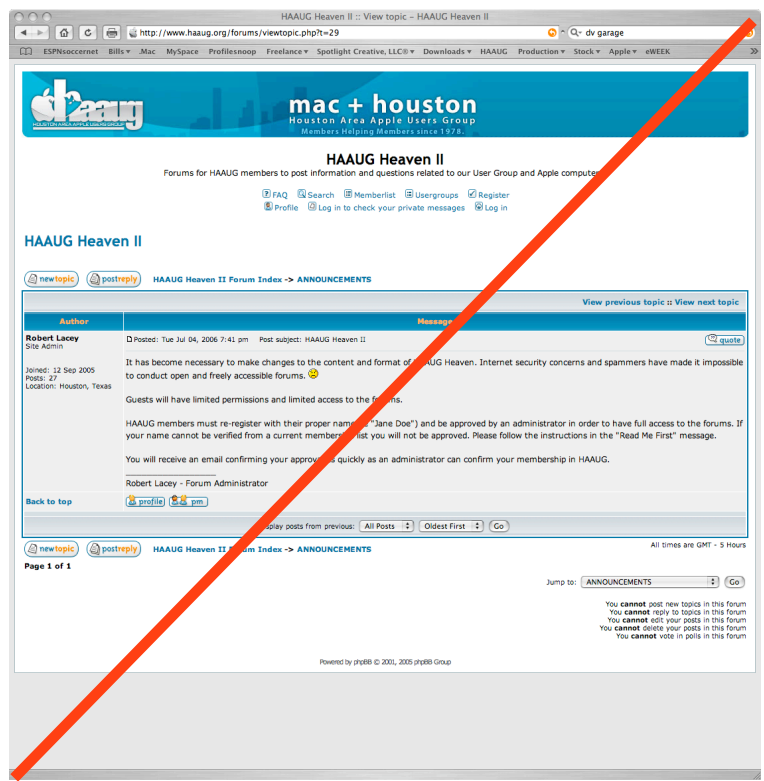 HAAUG Heaven II :: View topic – HAAUG Heaven II
http://www.haaug.org/forums/viewtopic.php?t=29
dv garage
ESPNsoccernet Bills .Mac MySpace Profilesnoop Freelance Spotlight Creative, LLC® Downloads HAAUG Production Stock Apple eWEEK
haaug
HOUSTON AREA APPLE USERS GROUP
mac + houston
Houston Area Apple Users Group
Members Helping Members since 1978.
HAAUG Heaven II
Forums for HAAUG members to post information and questions related to our User Group and Apple
FAQ Search Memberlist Usergroups Register
Profile Log in to check your private messages Log in
HAAUG Heaven II
newtopic postreply HAAUG Heaven II Forum Index -> ANNOUNCEMENTS
View previous topic :: View next topic
Author Message
Robert Lacey
Site Admin
Joined: 12 Sep 2005
Posts: 27
Location: Houston, Texas
Posted: Tue Jul 04, 2006 7:41 pm Post subject: HAAUG Heaven II
quote
It has become necessary to make changes to the content and format of HAAUG Heaven. Internet security concerns and spammers have made it impossible
to conduct open and freely accessible forums.
Guests will have limited permissions and limited access to the forums.
HAAUG members must re-register with their proper name "Jane Doe") and be approved by an administrator in order to have full access to the forums. If
your name cannot be verified from a current membership list you will not be approved. Please follow the instructions in the "Read Me First" message.
You will receive an email confirming your approval as quickly as an administrator can confirm your membership in HAAUG.
Robert Lacey - Forum Administrator
Back to top profile pm
Display posts from previous: All Posts Oldest First Go
newtopic postreply HAAUG Heaven II Forum Index -> ANNOUNCEMENTS
All times are GMT - 5 Hours
Page 1 of 1
Jump to: ANNOUNCEMENTS Go
You cannot post new topics in this forum
You cannot reply to topics in this forum
You cannot edit your posts in this forum
You cannot delete your posts in this forum
You cannot vote in polls in this forum
Powered by phpBB © 2001, 2005 phpBB Group